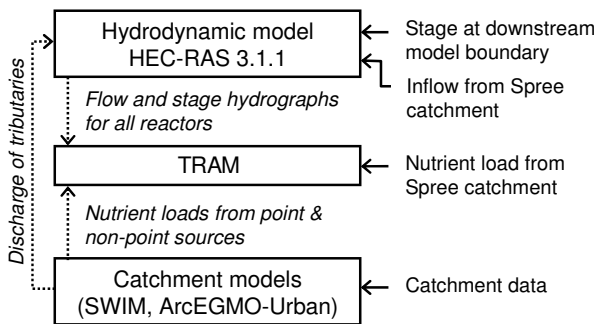 Hydrodynamic model
HEC-RAS 3.1.1
Stage at downstream
model boundary
Inflow from Spree
catchment
Flow and stage hydrographs
for all reactors
Discharge of tributaries
TRAM
Nutrient load from
Spree catchment
Nutrient loads from point &
non-point sources
Catchment models
(SWIM, ArcEGMO-Urban)
Catchment data